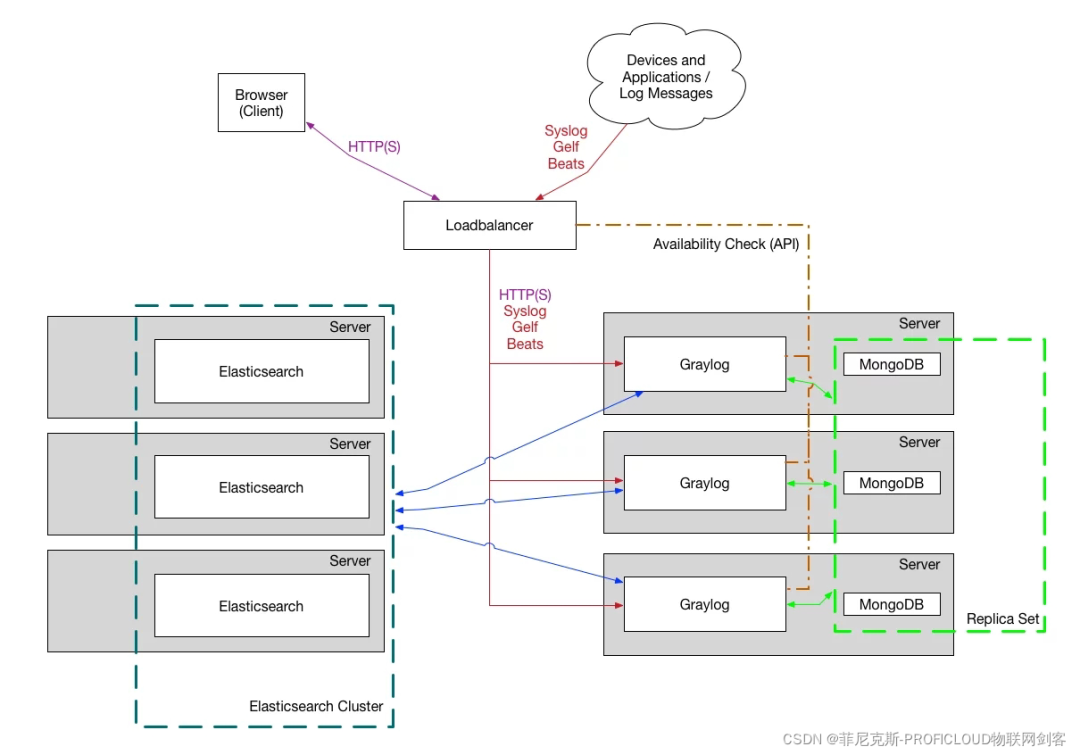 Devices and
Applications /
Log Messages
Browser
(Client)
HTTP(S)
Syslog
Gelf
Beats
Loadbalancer
Availability Check (API)
HTTP(S)
Syslog
Gelf
Beats
Server
Elasticsearch
Server
Elasticsearch
Server
Elasticsearch
Elasticsearch Cluster
Server
Graylog
MongoDB
Server
Graylog
MongoDB
Server
Graylog
MongoDB
Replica Set
CSDN @菲尼克斯-PROFICLOUD物联网剑客